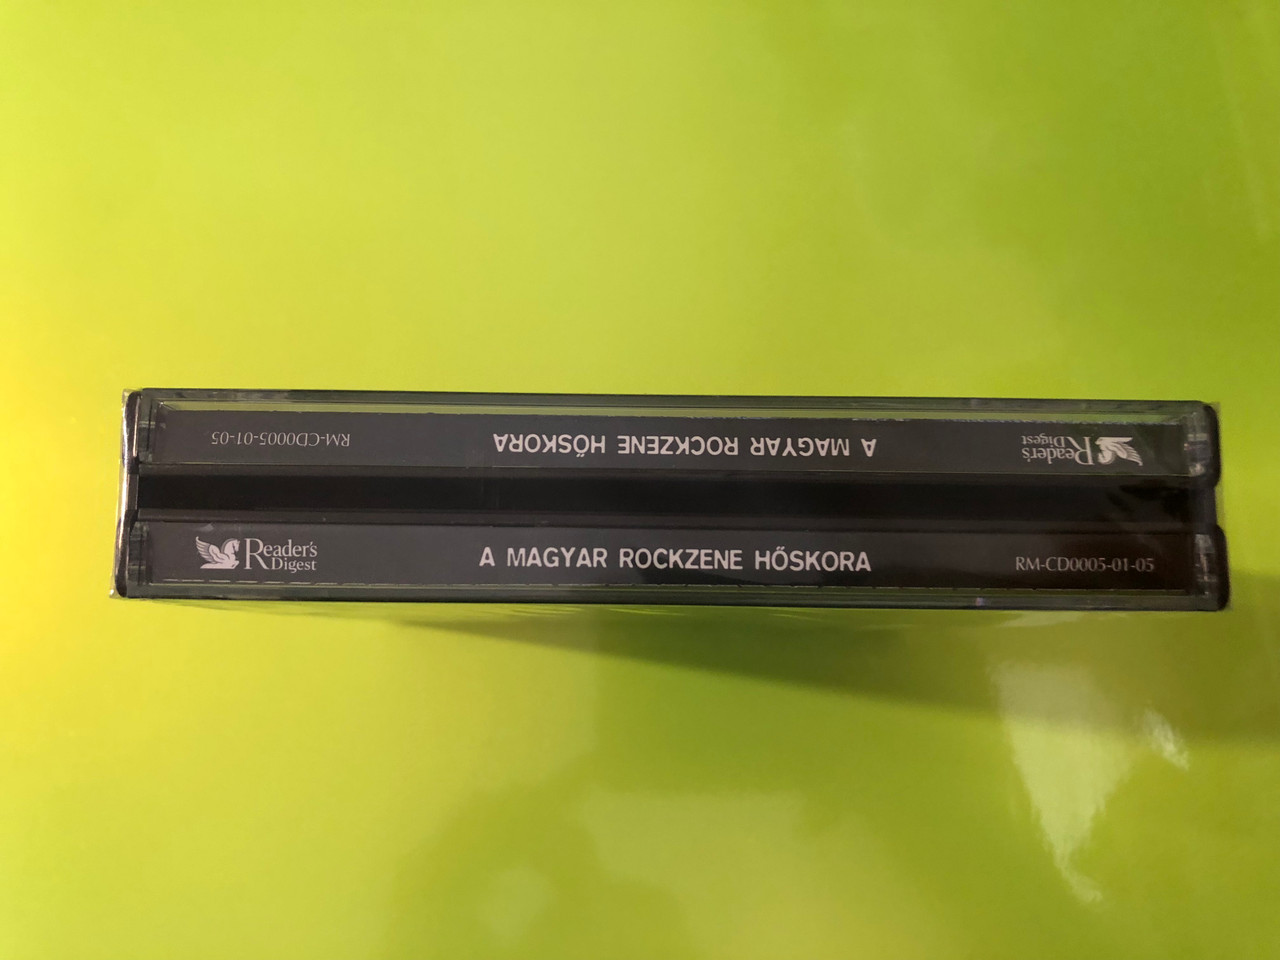 RM-CD0005-01-05 A MAGYAR ROCKZENE HŐSKORA Reader's Digest
Reader's Digest A MAGYAR ROCKZENE HŐSKORA RM-CD0005-01-05